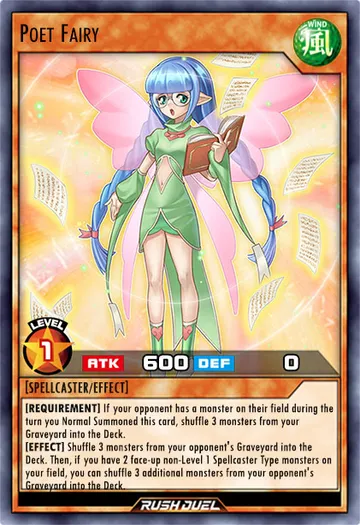 POET FAIRY
WIND
風
LEVEL
1
ATK 600 DEF 0
[SPELLCASTER/EFFECT]
[REQUIREMENT] If your opponent has a monster on their field during the
turn you Normal Summoned this card, shuffle 3 monsters from your
Graveyard into the Deck.
[EFFECT] Shuffle 3 monsters from your opponent's Graveyard into the
Deck. Then, if you have 2 face-up non-Level 1 Spellcaster Type monsters on
your field, you can shuffle 3 additional monsters from your opponent's
Graveyard into the Deck.
RUSH DUEL